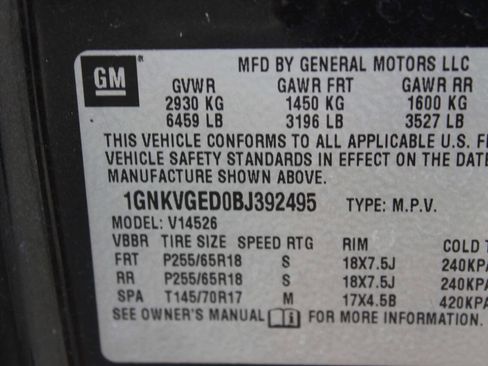 GM
MFD BY GENERAL MOTORS LLC
GVWR GAWR FRT GAWR RR
2930 KG 1450 KG 1600 KG
6459 LB 3196 LB 3527 LB
THIS VEHICLE CONFORMS TO ALL APPLICABLE U.S. F
VEHICLE SAFETY STANDARDS IN EFFECT ON THE DATE
MANUFACTURE SHOWN ABOVE.
1GNKVGED0BJ392495 TYPE: M.P.V.
MODEL: V14526
VBBR TIRE SIZE SPEED RTG RIM COLD T
FRT P255/65R18 S 18X7.5J 240KPA
RR P255/65R18 S 18X7.5J 240KPA
SPA T145/70R17 M 17X4.5B 420KPA
SEE OWNER'S MANUAL i FOR MORE INFORMATION.